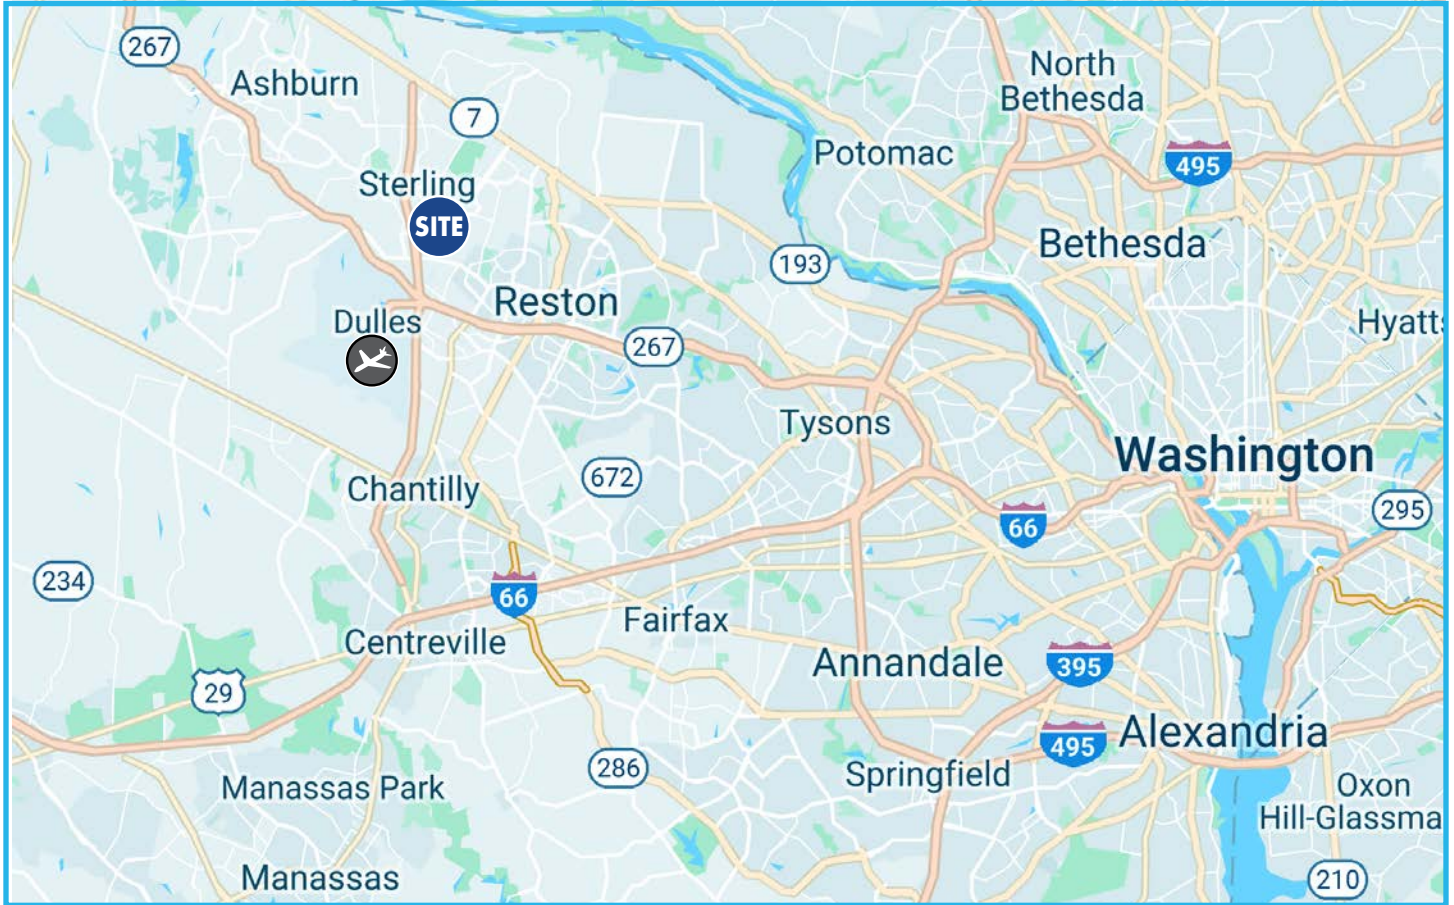 267
Ashburn
North
Bethesda
7
Potomac
495
Sterling
SITE
Bethesda
193
Reston
Dulles
267
Hyatts
Tysons
Washington
Chantilly
672
295
66
234
66
Fairfax
Centreville
Annandale
395
29
Alexandria
495
286
Springfield
Manassas Park
Oxon
Hill-Glassma
Manassas
210